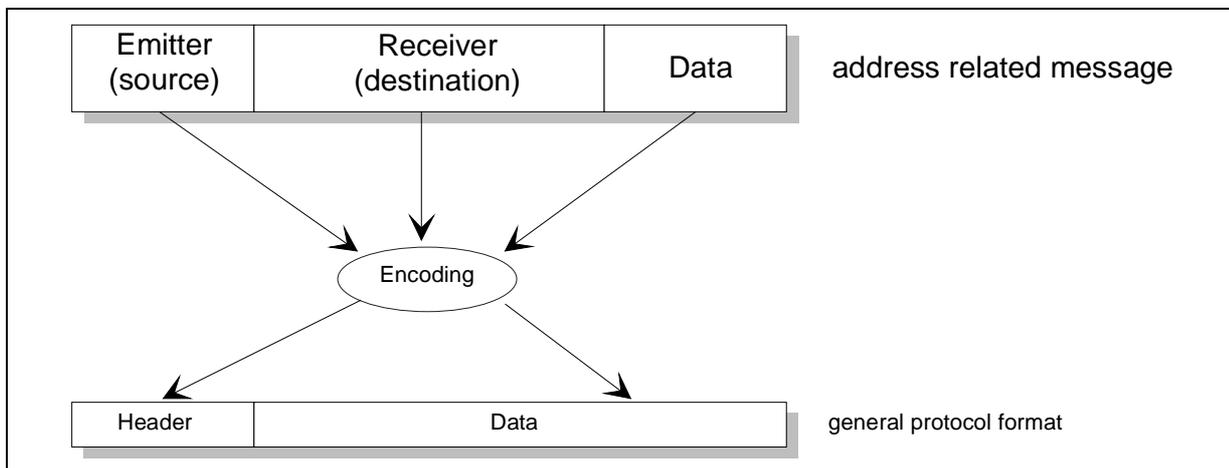 Emitter
(source)
Receiver
(destination)
Data
address related message
Encoding
Header
Data
general protocol format